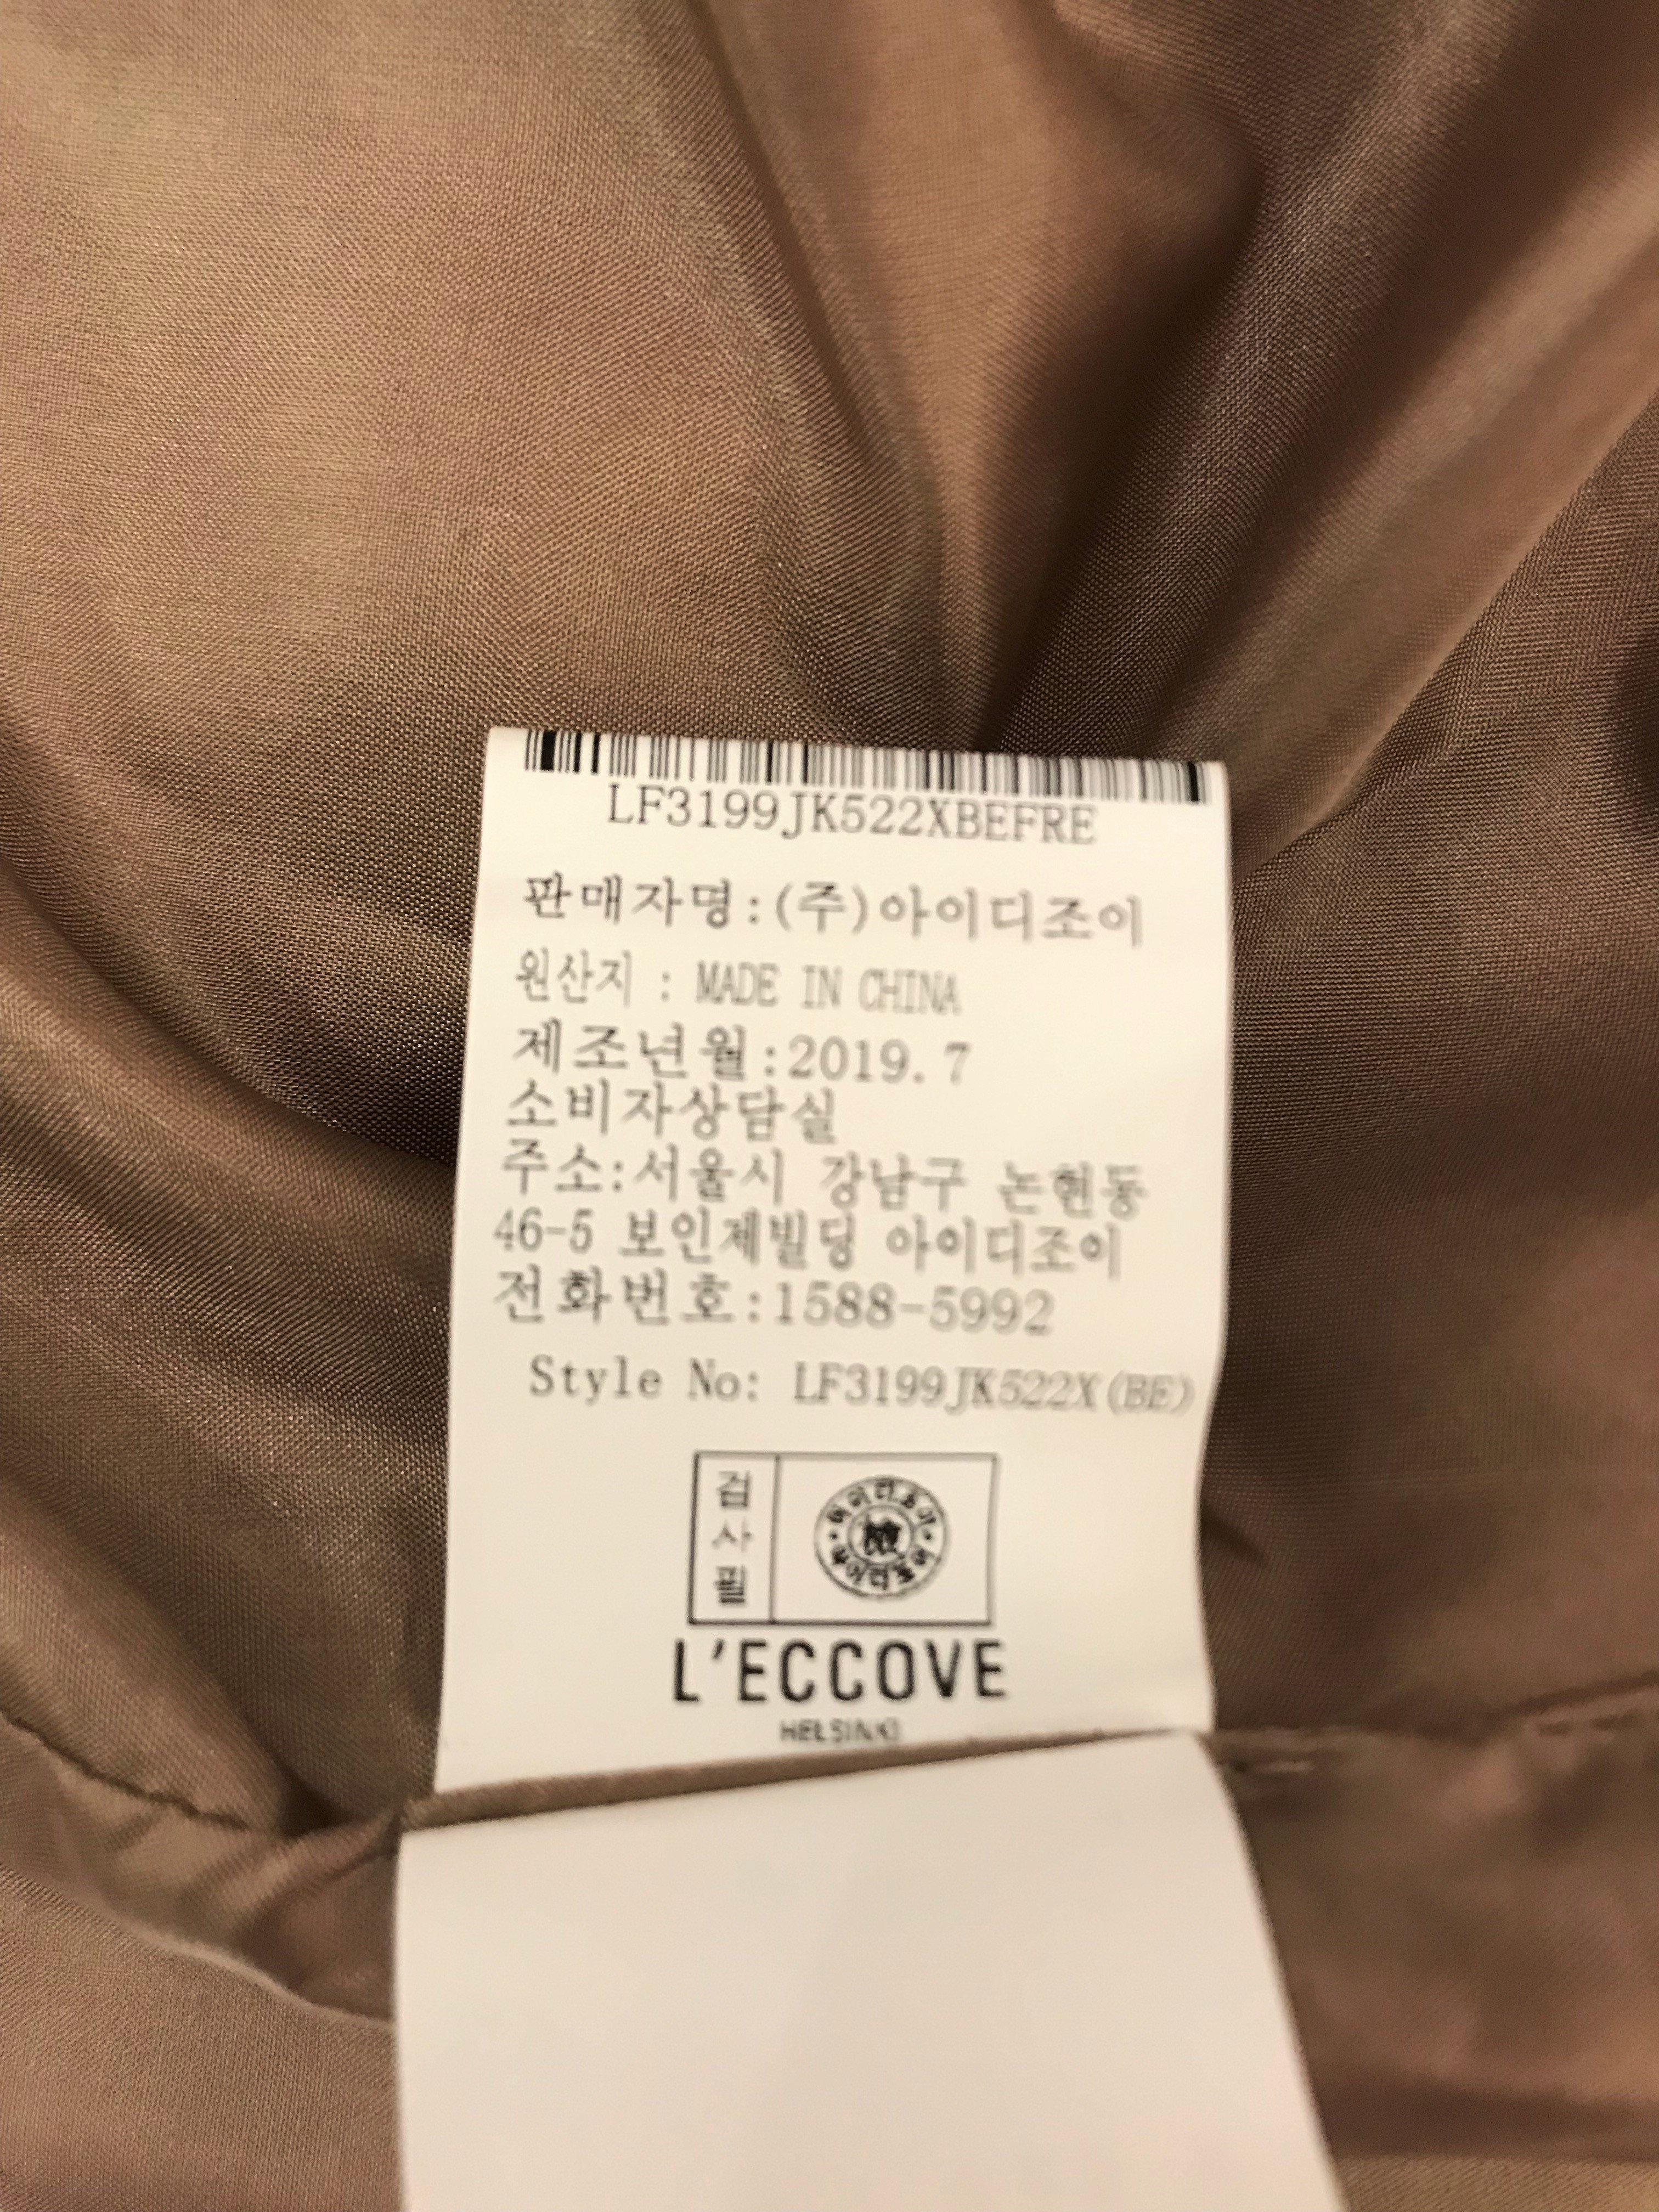 LF3199JK522XBEFRE
판매자명:(주)아이디조이
원산지 : MADE IN CHINA
제조년월:2019.7
소비자상담실
주소:서울시 강남구 논현동
46-5 보인제빌딩 아이디조이
전화번호:1588-5992
Style No: LF3199JK522X(BE)
검
사
필
L'ECCOVE
HELSINKI